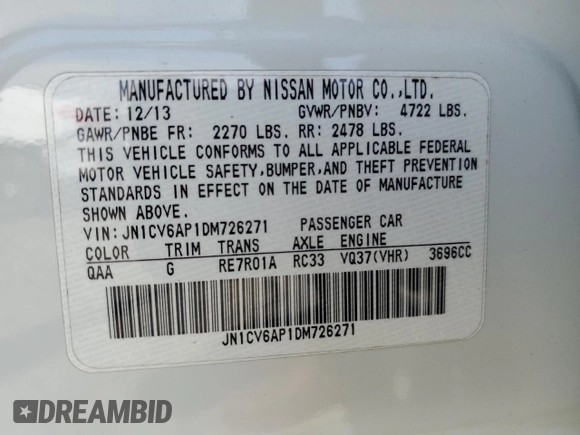 MANUFACTURED BY NISSAN MOTOR CO.,LTD.
DATE: 12/13 GVWR/PNBV: 4722 LBS.
GAWR/PNBE FR: 2270 LBS. RR: 2478 LBS.
THIS VEHICLE CONFORMS TO ALL APPLICABLE FEDERAL
MOTOR VEHICLE SAFETY,BUMPER,AND THEFT PREVENTION
STANDARDS IN EFFECT ON THE DATE OF MANUFACTURE
SHOWN ABOVE.
VIN: JN1CV6AP1DM726271 PASSENGER CAR
COLOR TRIM TRANS AXLE ENGINE
QAA G RE7R01A RC33 VQ37(VHR) 3696CC
JN1CV6AP1DM726271
DREAMBID